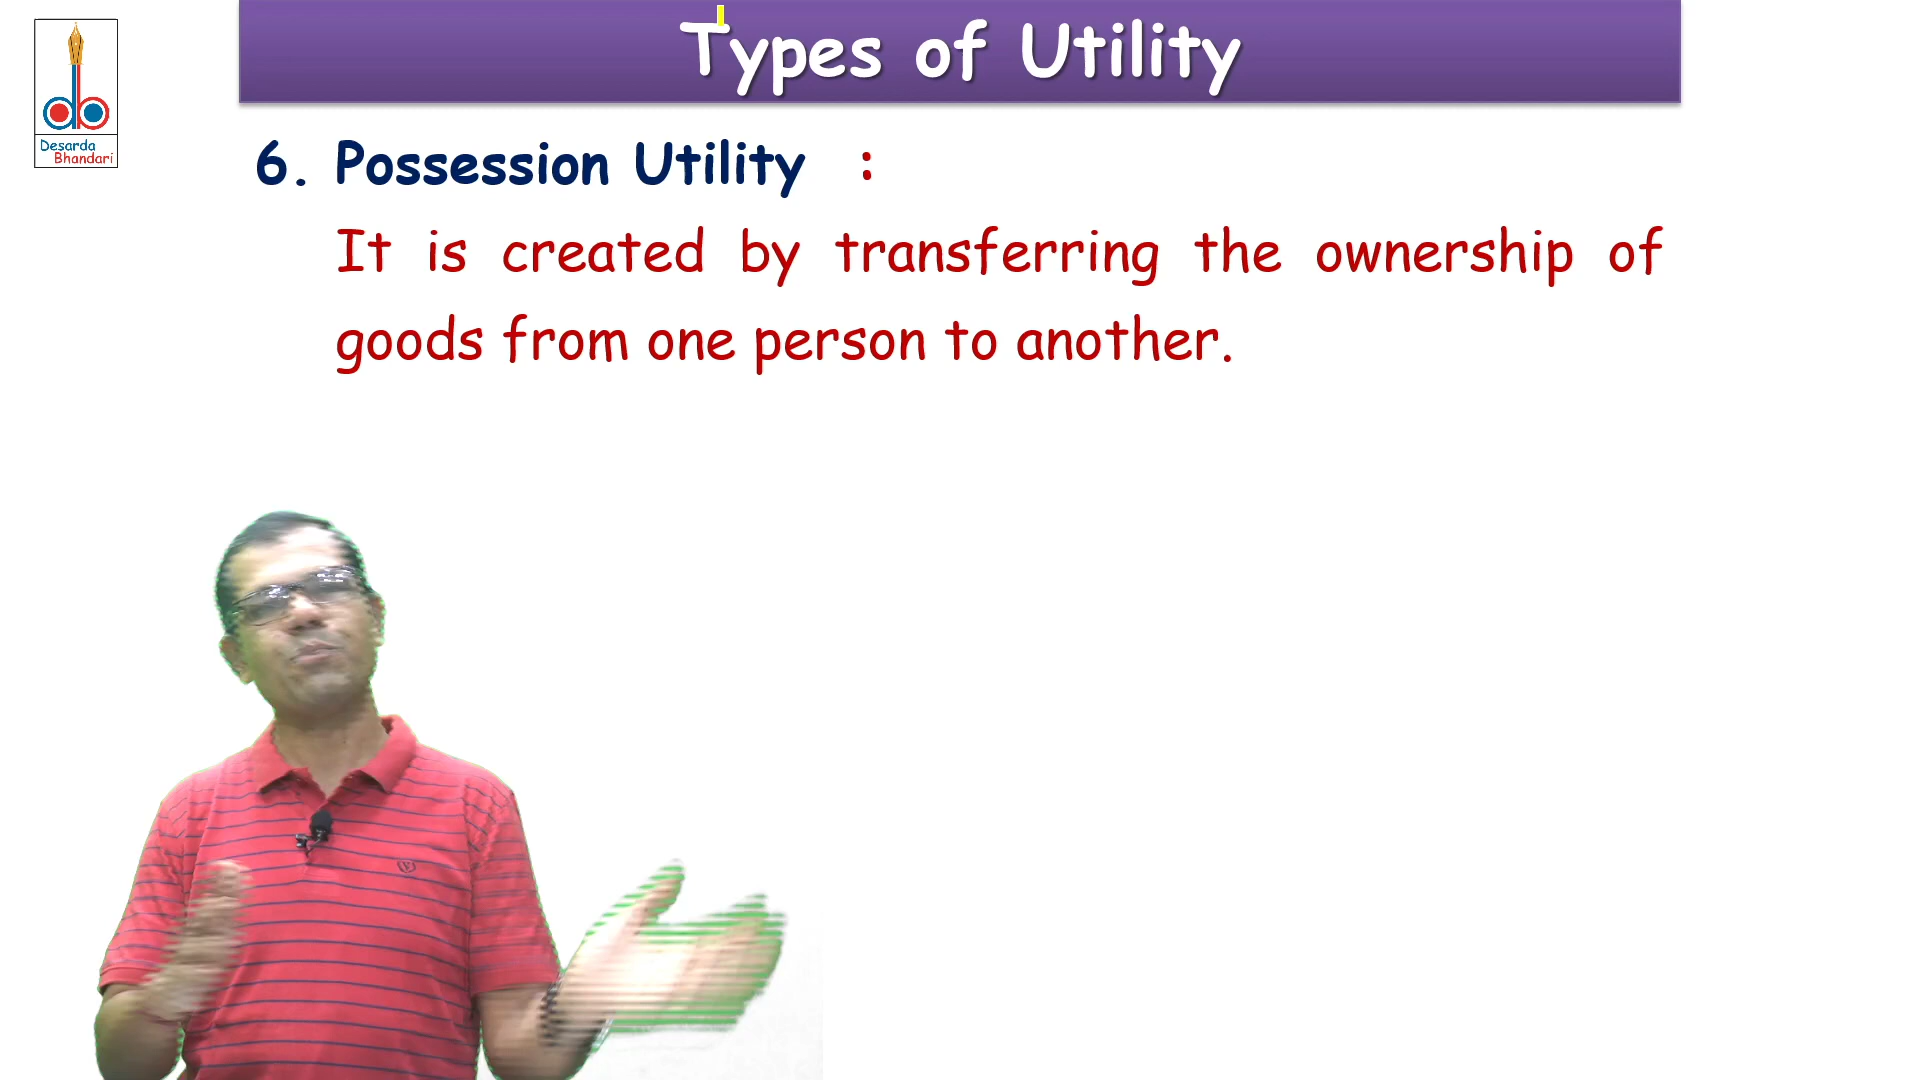 Types of Utility
Desarda
Bhandari
6. Possession Utility :
It is created by transferring the ownership of
goods from one person to another.